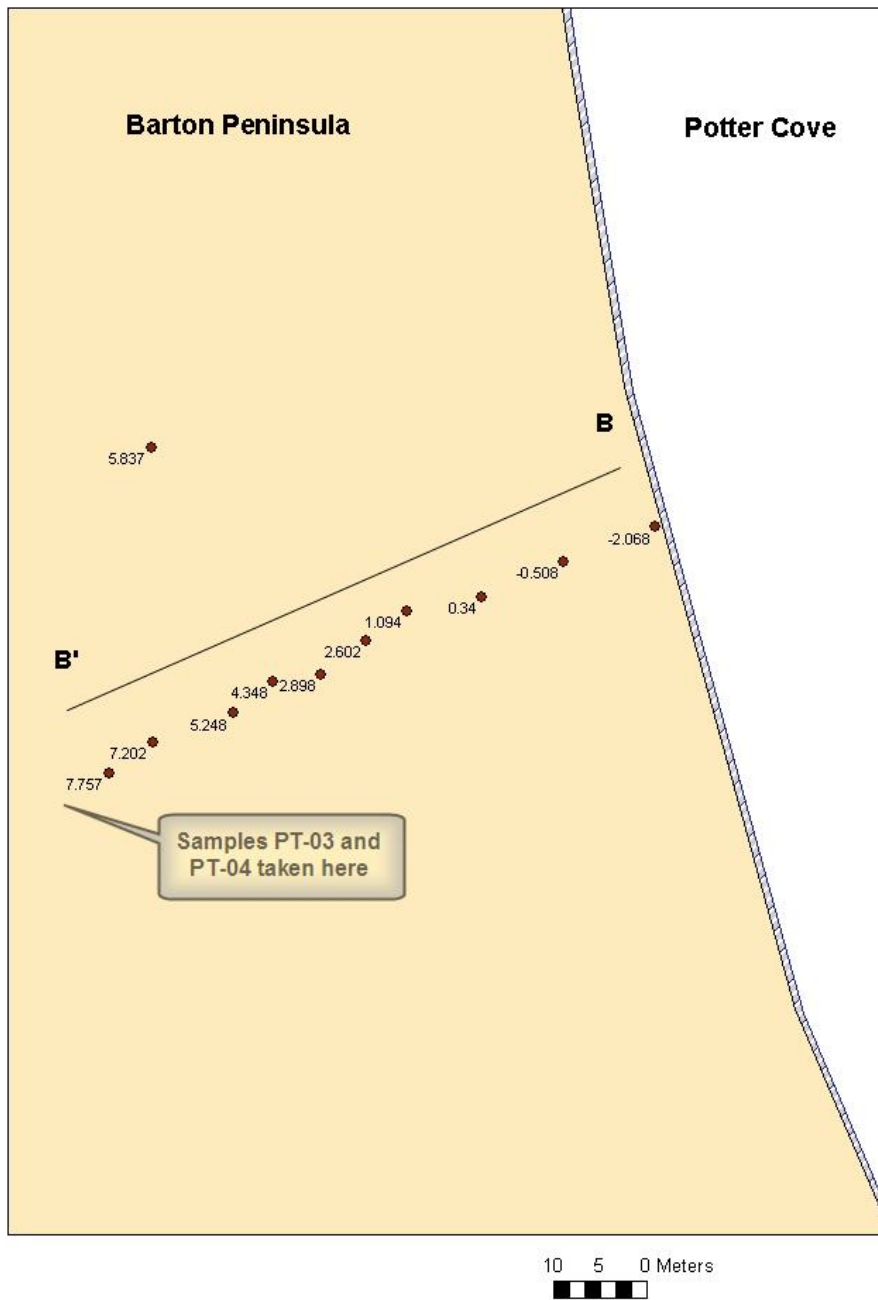 Barton Peninsula
Potter Cove
B
5.837
-2.068
-0.508
0.34
1.094
2.602
B'
2.898
4.348
5.248
7.202
7.757
Samples PT-03 and
PT-04 taken here
10 5 0 Meters